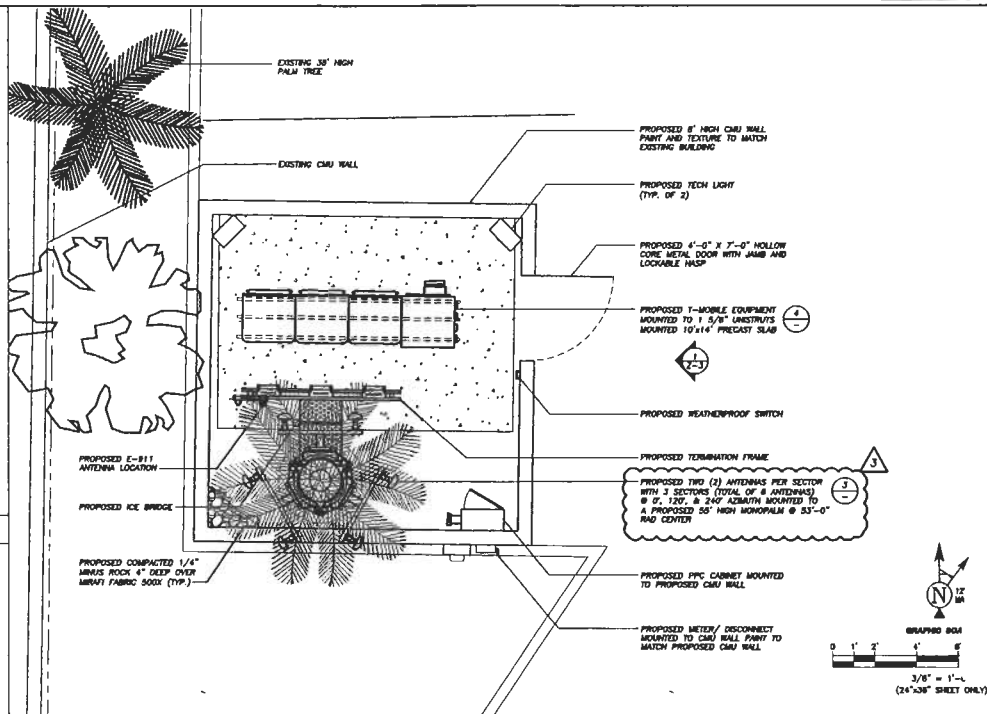 EXISTING 38' HIGH
PALM TREE
EXISTING CMU WALL
PROPOSED 8' HIGH CMU WALL
PAINT AND TEXTURE TO MATCH
EXISTING BUILDING
PROPOSED TECH LIGHT
(TYP. OF 2)
PROPOSED 4'-0" X 7'-0" HOLLOW
CORE METAL DOOR WITH JAMB AND
LOCKABLE HASP
PROPOSED T-MOBILE EQUIPMENT
MOUNTED TO 1 5/8" UNISTRUTS
MOUNTED 10'x14' PRECAST SLAB
4
-
1
Z-3
PROPOSED WEATHERPROOF SWITCH
PROPOSED TERMINATION FRAME
3
PROPOSED TWO (2) ANTENNAS PER SECTOR
WITH 3 SECTORS (TOTAL OF 6 ANTENNAS)
@ 0°, 120°, & 240° AZIMUTH MOUNTED TO
A PROPOSED 55' HIGH MONOPALM @ 53'-0"
RAD CENTER
3
-
PROPOSED E-911
ANTENNA LOCATION
PROPOSED ICE BRIDGE
PROPOSED COMPACTED 1/4"
MINUS ROCK 4" DEEP OVER
MIRAFI FABRIC 500X (TYP.)
PROPOSED PPC CABINET MOUNTED
TO PROPOSED CMU WALL
PROPOSED METER/ DISCONNECT
MOUNTED TO CMU WALL PAINT TO
MATCH PROPOSED CMU WALL
N
GRAPHIC
0 1' 2' 4' 6'
3/8" = 1'-
(24"x36" SHEET ONLY)